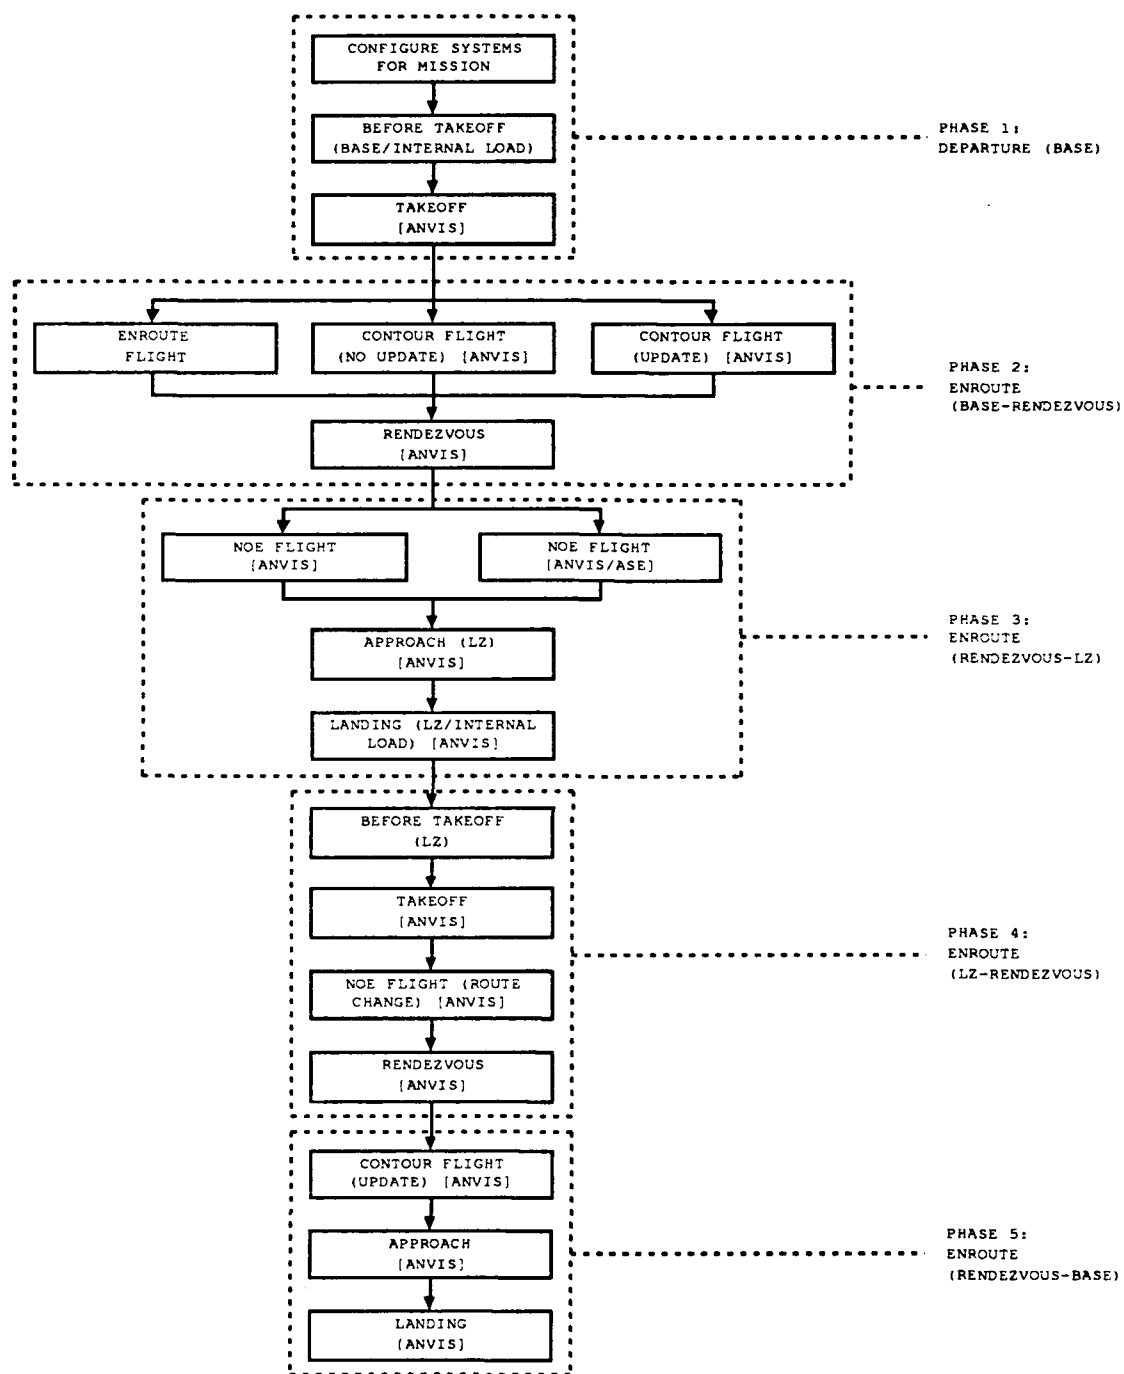 CONFIGURE SYSTEMS
FOR MISSION
BEFORE TAKEOFF
(BASE/INTERNAL LOAD)
TAKEOFF
[ANVIS]
PHASE 1:
DEPARTURE (BASE)
ENROUTE
FLIGHT
CONTOUR FLIGHT
(NO UPDATE) [ANVIS]
CONTOUR FLIGHT
(UPDATE) [ANVIS]
RENDEZVOUS
[ANVIS]
PHASE 2:
ENROUTE
(BASE-RENDEZVOUS)
NOE FLIGHT
[ANVIS]
NOE FLIGHT
[ANVIS/ASE]
APPROACH (LZ)
[ANVIS]
LANDING (LZ/INTERNAL
LOAD) [ANVIS]
PHASE 3:
ENROUTE
(RENDEZVOUS-LZ)
BEFORE TAKEOFF
(LZ)
TAKEOFF
[ANVIS]
NOE FLIGHT (ROUTE
CHANGE) [ANVIS]
RENDEZVOUS
[ANVIS]
PHASE 4:
ENROUTE
(LZ-RENDEZVOUS)
CONTOUR FLIGHT
(UPDATE) [ANVIS]
APPROACH
[ANVIS]
LANDING
[ANVIS]
PHASE 5:
ENROUTE
(RENDEZVOUS-BASE)